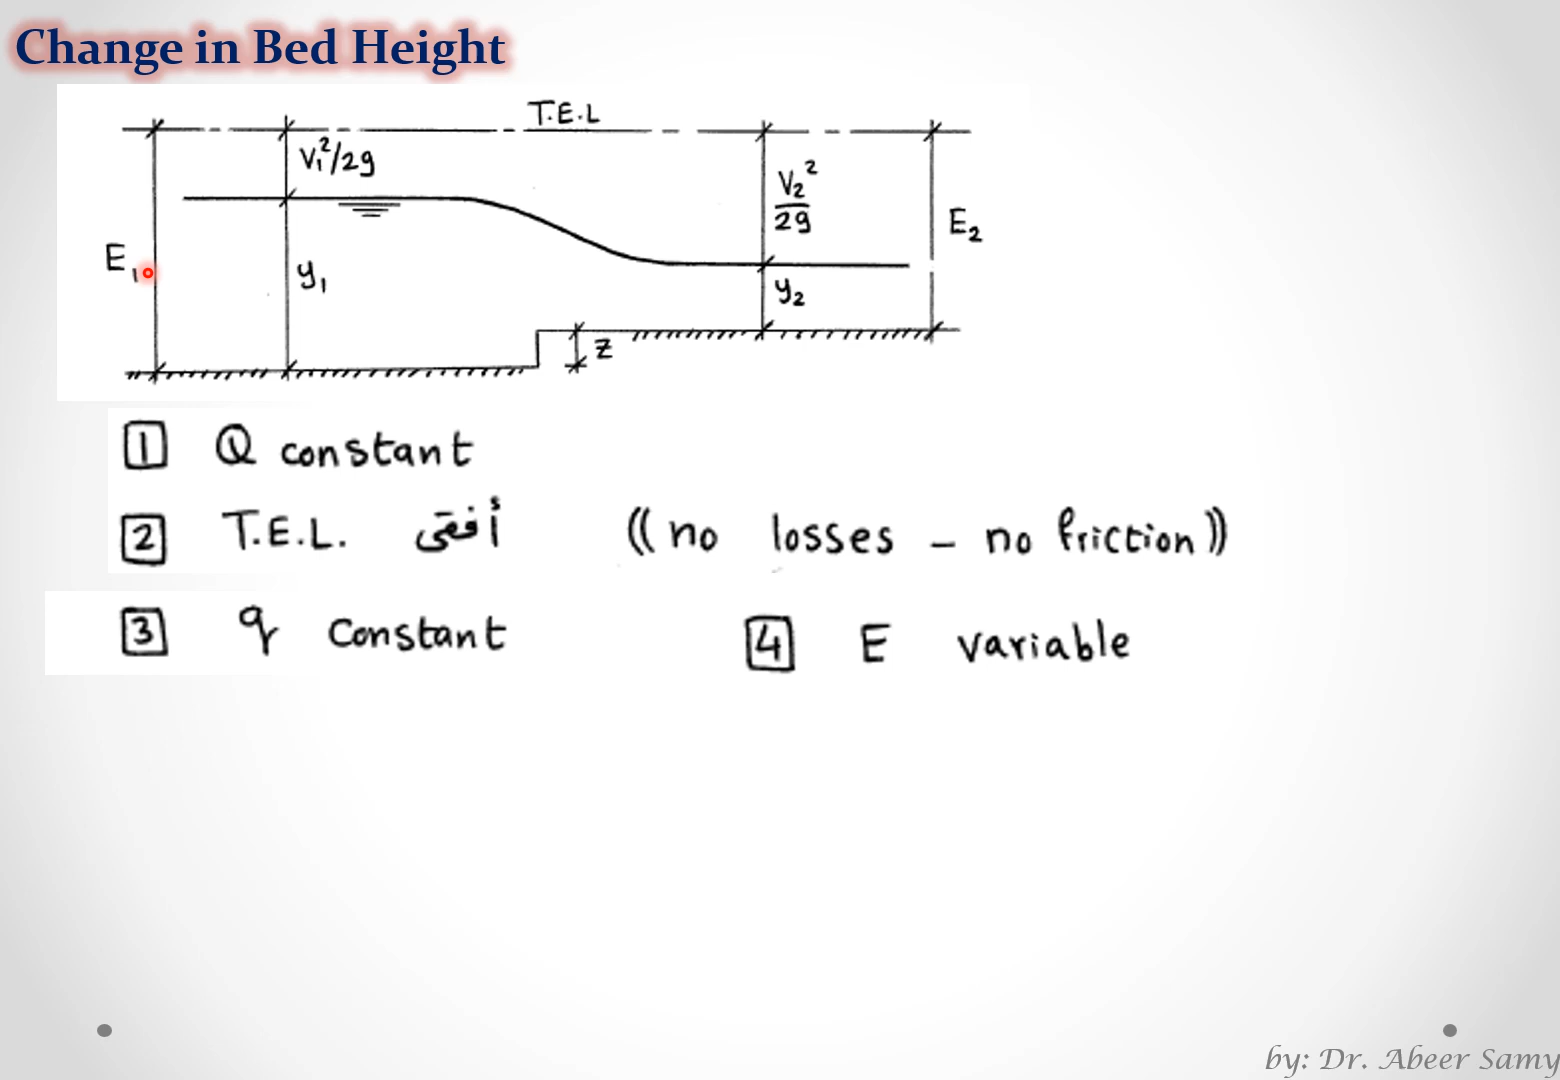 Change in Bed Height
T.E.L
V₁²/2g
V₂²/2g
E₁
E₂
y₁
y₂
z
1 Q constant
2 T.E.L. أفقى ((no losses - no friction))
3 q constant
4 E variable
by: Dr. Abeer Samy